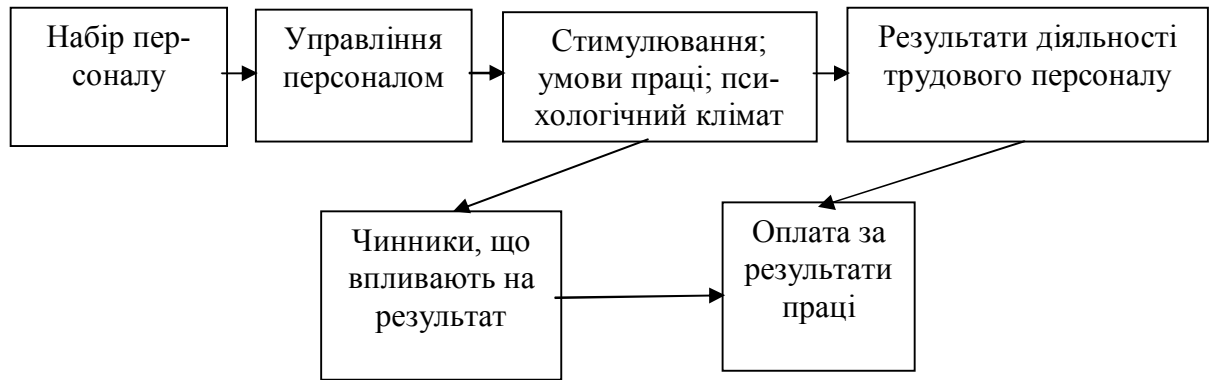 Набір пер-
соналу
Управління
персоналом
Стимулювання;
умови праці; пси-
хологічний клімат
Результати діяльності
трудового персоналу
Чинники, що
впливають на
результат
Оплата за
результати
праці